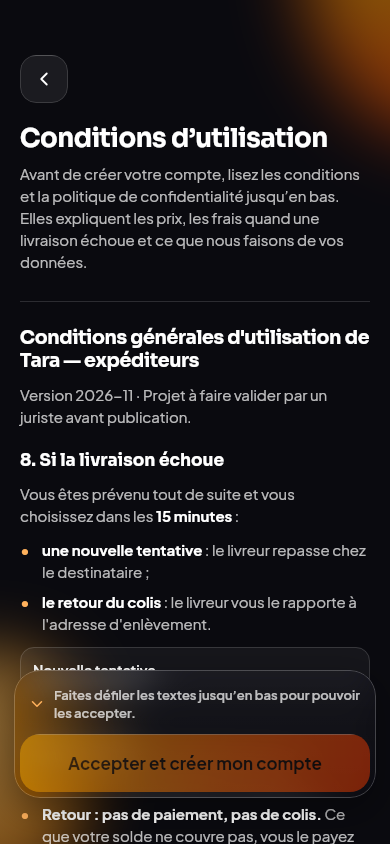 Conditions d’utilisation
Avant de créer votre compte, lisez les conditions
et la politique de confidentialité jusqu’en bas.
Elles expliquent les prix, les frais quand une
livraison échoue et ce que nous faisons de vos
données.
Conditions générales d'utilisation de
Tara — expéditeurs
Version 2026–11 · Projet à faire valider par un
juriste avant publication.
8. Si la livraison échoue
Vous êtes prévenu tout de suite et vous
choisissez dans les 15 minutes :
une nouvelle tentative : le livreur repasse chez
le destinataire ;
le retour du colis : le livreur vous le rapporte à
l'adresse d'enlèvement.
Nouvelle tentative
Faites défiler les textes jusqu’en bas pour pouvoir
les accepter.
Accepter et créer mon compte
Retour : pas de paiement, pas de colis. Ce
que votre solde ne couvre pas, vous le payez